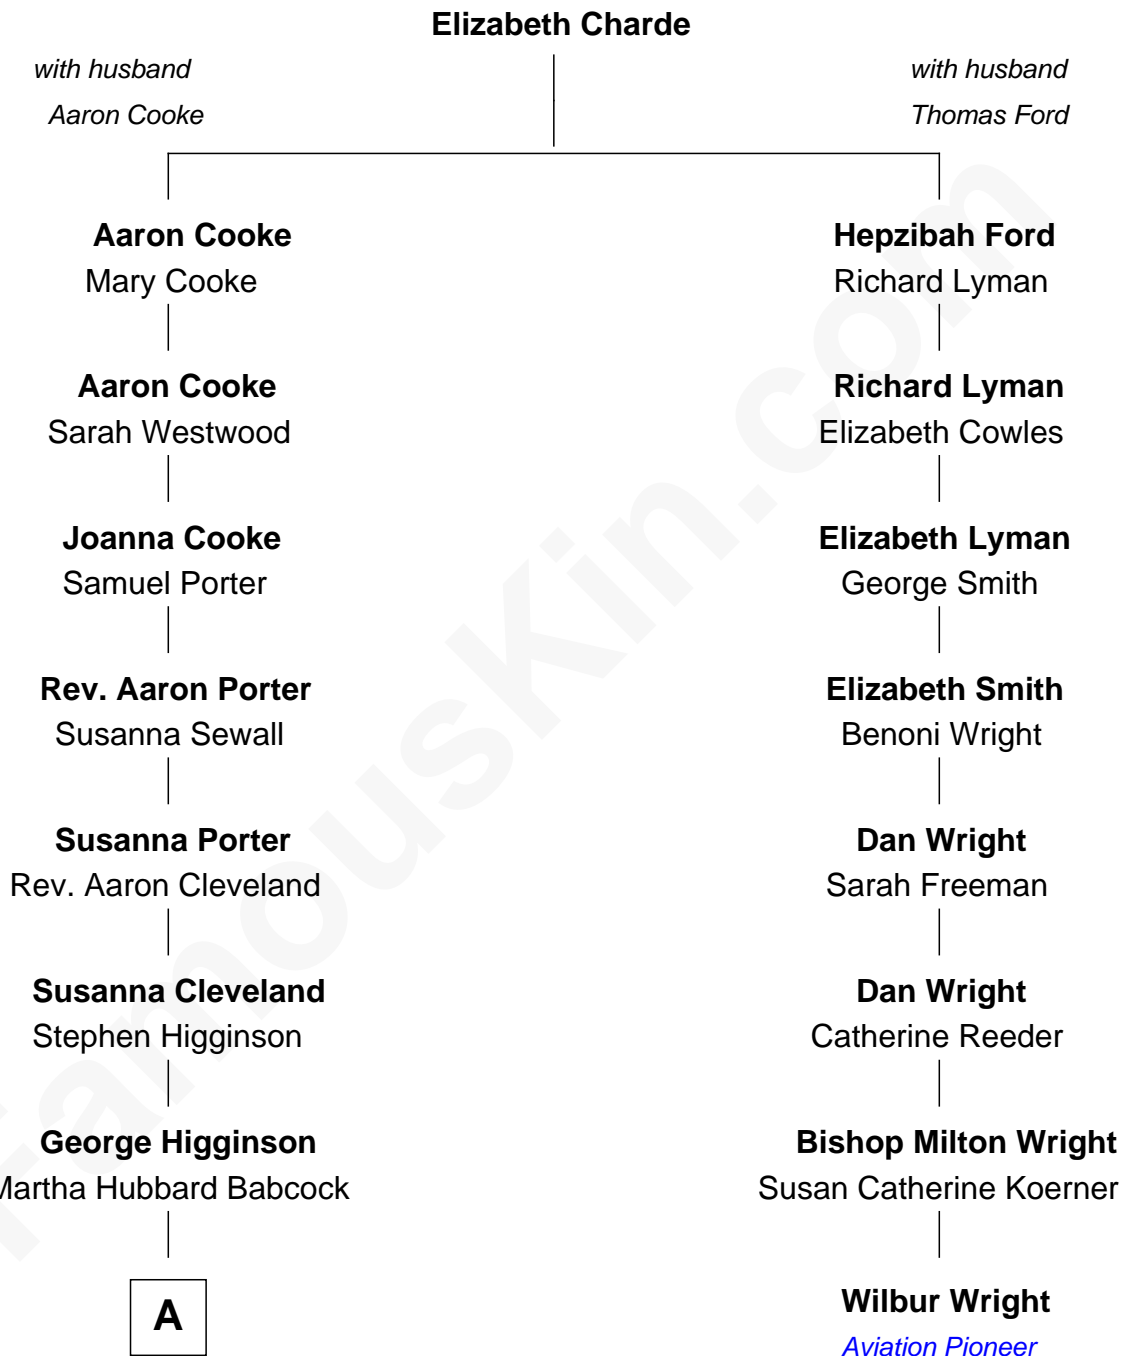 Elizabeth Charde
with husband
Aaron Cooke
with husband
Thomas Ford
Aaron Cooke
Mary Cooke
Hepzibah Ford
Richard Lyman
Aaron Cooke
Sarah Westwood
Richard Lyman
Elizabeth Cowles
Joanna Cooke
Samuel Porter
Elizabeth Lyman
George Smith
Rev. Aaron Porter
Susanna Sewall
Elizabeth Smith
Benoni Wright
Susanna Porter
Rev. Aaron Cleveland
Dan Wright
Sarah Freeman
Susanna Cleveland
Stephen Higginson
Dan Wright
Catherine Reeder
George Higginson
Martha Hubbard Babcock
Bishop Milton Wright
Susan Catherine Koerner
A
Wilbur Wright
Aviation Pioneer
FamousKin.com